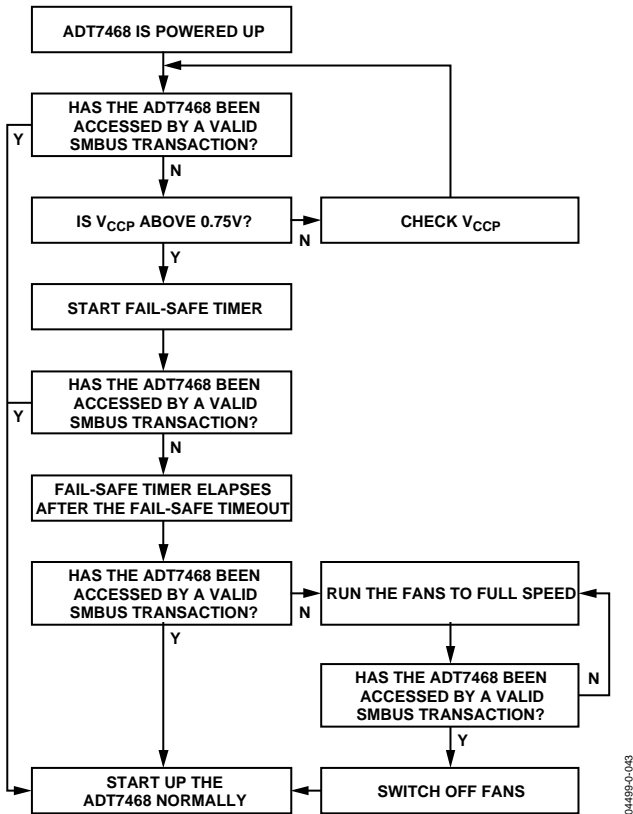 ADT7468 IS POWERED UP
HAS THE ADT7468 BEEN
ACCESSED BY A VALID
SMBUS TRANSACTION?
Y
N
IS VCCP ABOVE 0.75V?
N
CHECK VCCP
Y
START FAIL-SAFE TIMER
HAS THE ADT7468 BEEN
ACCESSED BY A VALID
SMBUS TRANSACTION?
Y
N
FAIL-SAFE TIMER ELAPSES
AFTER THE FAIL-SAFE TIMEOUT
HAS THE ADT7468 BEEN
ACCESSED BY A VALID
SMBUS TRANSACTION?
N
RUN THE FANS TO FULL SPEED
Y
HAS THE ADT7468 BEEN
ACCESSED BY A VALID
SMBUS TRANSACTION?
N
Y
START UP THE
ADT7468 NORMALLY
SWITCH OFF FANS
04499-0-043